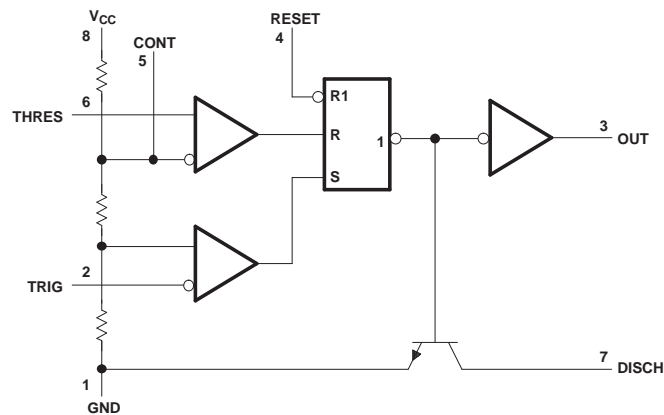 VCC
8
CONT
5
RESET
4
6
THRES
R1
R
1
S
3
OUT
2
TRIG
7
DISCH
1
GND